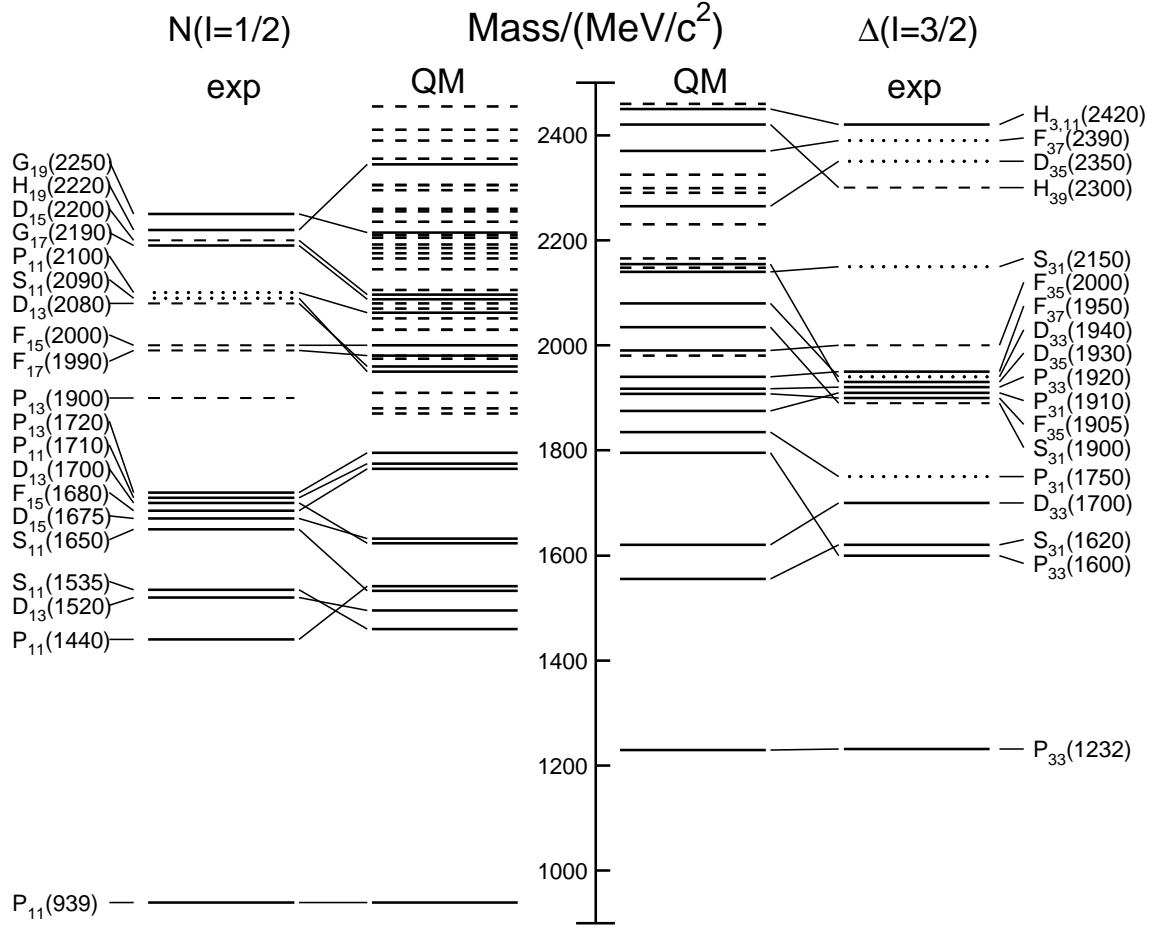 N(I=1/2) Mass/(MeV/c²) Δ(I=3/2)
exp QM QM exp
G₁₉(2250)
H₁₉(2220)
D₁₅(2200)
G₁₇(2190)
P₁₁(2100)
S₁₁(2090)
D₁₃(2080)
F₁₅(2000)
F₁₇(1990)
P₁₃(1900)
P₁₃(1720)
P₁₁(1710)
D₁₃(1700)
F₁₅(1680)
D₁₅(1675)
S₁₁(1650)
S₁₁(1535)
D₁₃(1520)
P₁₁(1440)
P₁₁(939)
2400
2200
2000
1800
1600
1400
1200
1000
H₃,₁₁(2420)
F₃₇(2390)
D₃₅(2350)
H₃₉(2300)
S₃₁(2150)
F₃₅(2000)
F₃₇(1950)
D₃₃(1940)
D₃₅(1930)
P₃₃(1920)
P₃₁(1910)
F₃₅(1905)
S₃₁(1900)
P₃₁(1750)
D₃₃(1700)
S₃₁(1620)
P₃₃(1600)
P₃₃(1232)